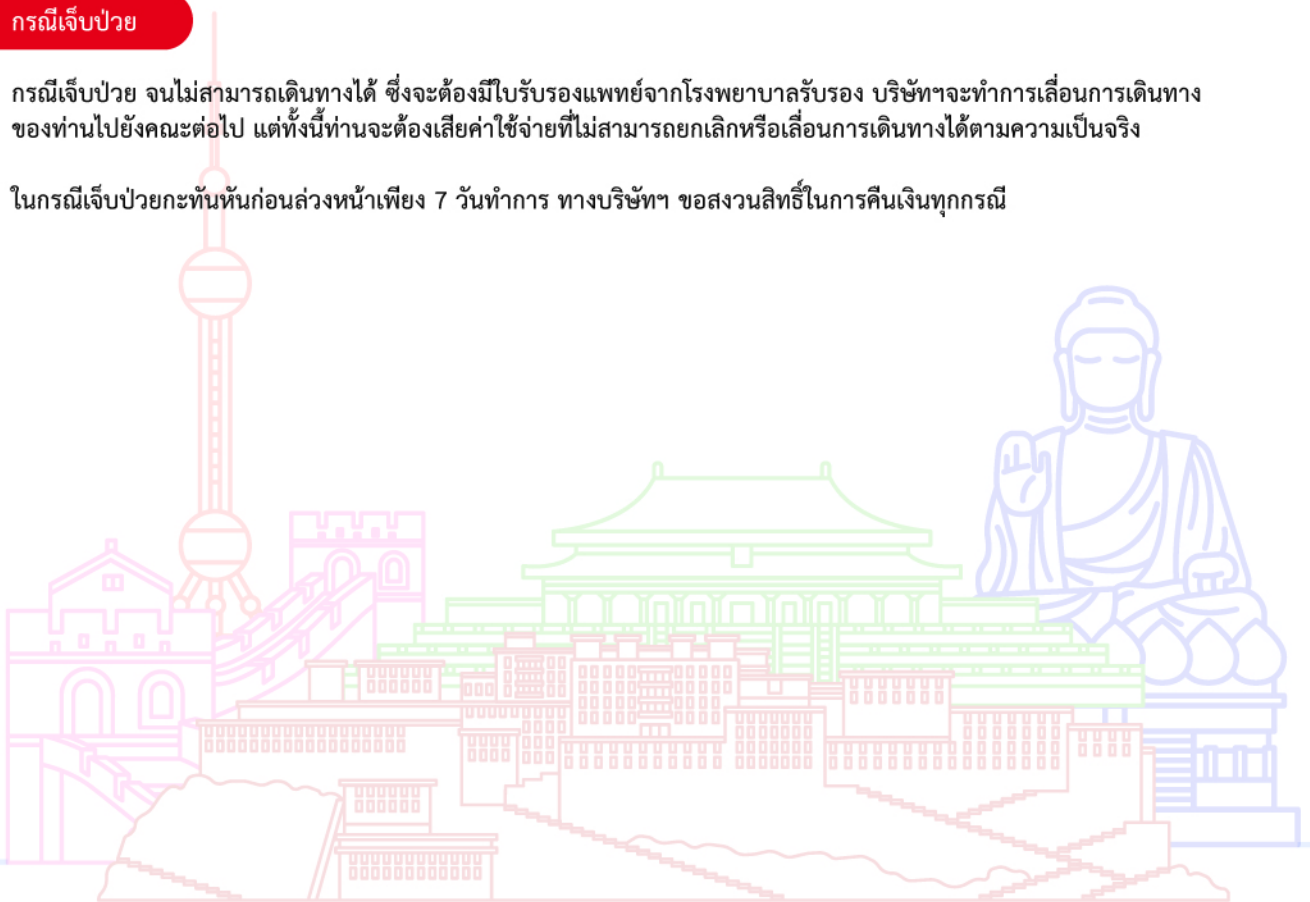 กรณีเจ็บป่วย
กรณีเจ็บป่วย จนไม่สามารถเดินทางได้ ซึ่งจะต้องมีใบรับรองแพทย์จากโรงพยาบาลรับรอง บริษัทฯจะทำการเลื่อนการเดินทาง
ของท่านไปยังคณะต่อไป แต่ทั้งนี้ท่านจะต้องเสียค่าใช้จ่ายที่ไม่สามารถยกเลิกหรือเลื่อนการเดินทางได้ตามความเป็นจริง
ในกรณีเจ็บป่วยกะทันหันก่อนล่วงหน้าเพียง 7 วันทำการ ทางบริษัทฯ ขอสงวนสิทธิ์ในการคืนเงินทุกกรณี